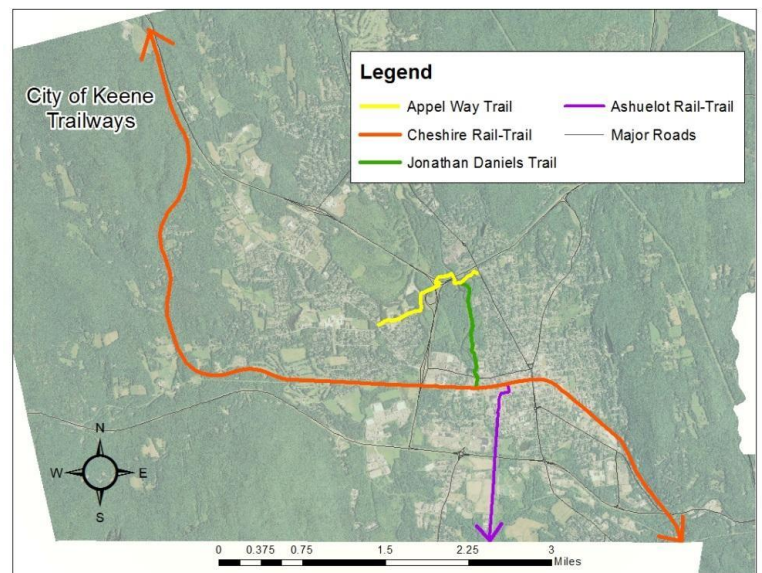 City of Keene
Trailways
Legend
Appel Way Trail
Ashuelot Rail-Trail
Cheshire Rail-Trail
Major Roads
Jonathan Daniels Trail
N
W
E
S
0 0.375 0.75 1.5 2.25 3
Miles